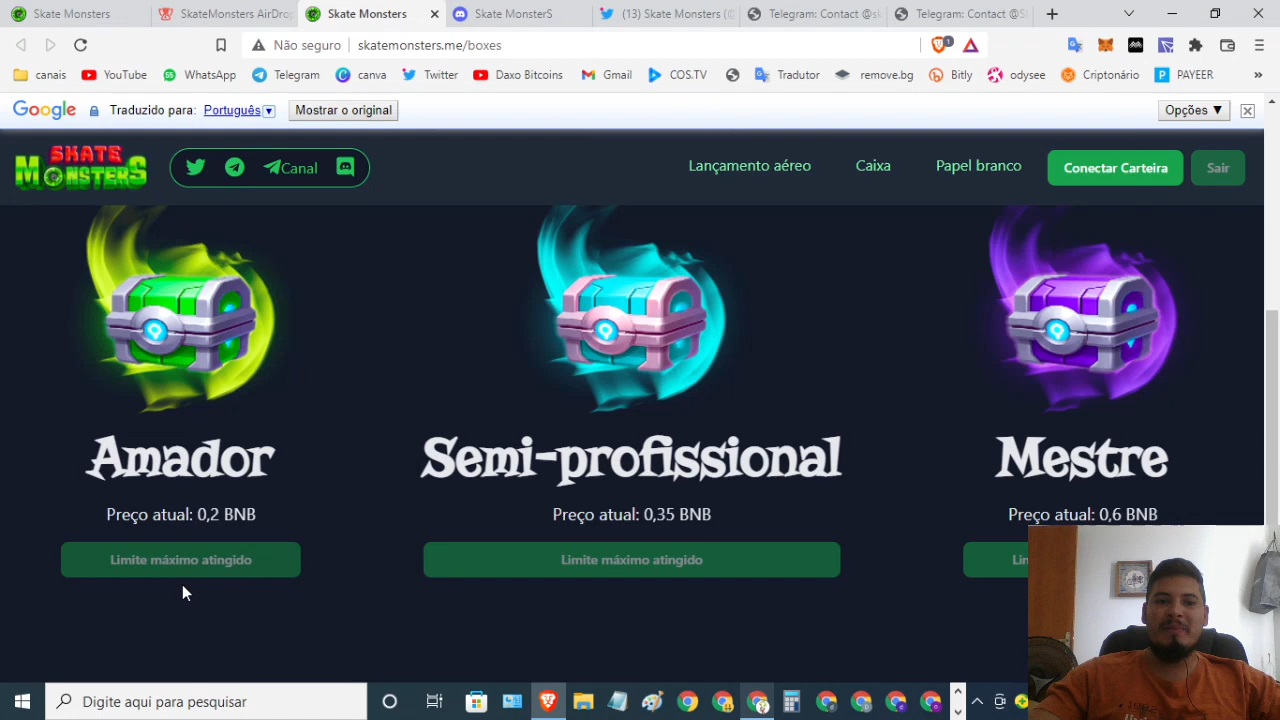 Skate Monsters
SkateMonsters AirDrop
Skate Monsters
Skate MonsterS
(13) Skate Monsters (@
Telegram: Contact @sk
Telegram: Contact @S
Não seguro
skatemonsters.me/boxes
1
canais
YouTube
WhatsApp
Telegram
canva
Twitter
Daxo Bitcoins
Gmail
COS.TV
Tradutor
remove.bg
Bitly
odysee
Criptonário
PAYEER
»
Google
Traduzido para: Português
Mostrar o original
Opções ▼
SKATE
MONSTERS
Canal
Lançamento aéreo
Caixa
Papel branco
Conectar Carteira
Sair
Amador
Semi-profissional
Mestre
Preço atual: 0,2 BNB
Preço atual: 0,35 BNB
Preço atual: 0,6 BNB
Limite máximo atingido
Limite máximo atingido
Digite aqui para pesquisar